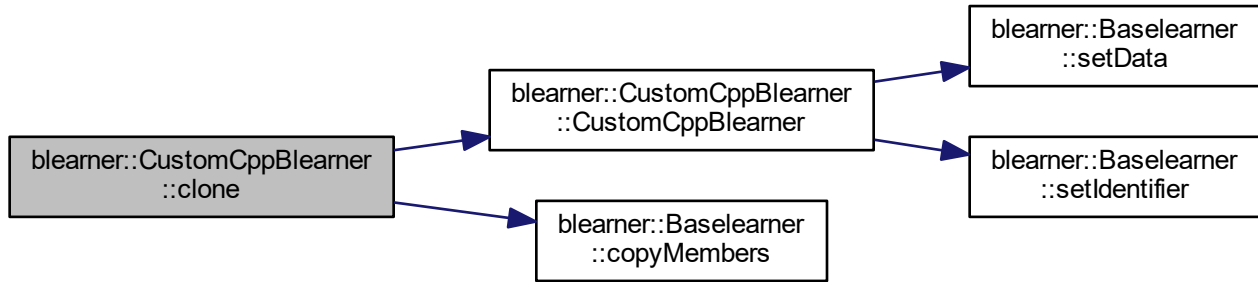 blearner::CustomCppBlearner
::clone
blearner::CustomCppBlearner
::CustomCppBlearner
blearner::Baselearner
::copyMembers
blearner::Baselearner
::setData
blearner::Baselearner
::setIdentifier